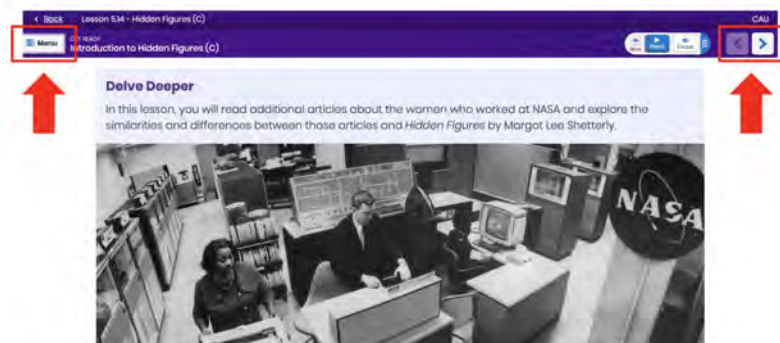 < Back Lesson 5.14 - Hidden Figures (C) CAU
Menu GET READY
Introduction to Hidden Figures (C)
Delve Deeper
In this lesson, you will read additional articles about the women who worked at NASA and explore the
similarities and differences between those articles and Hidden Figures by Margot Lee Shetterly.
NASA